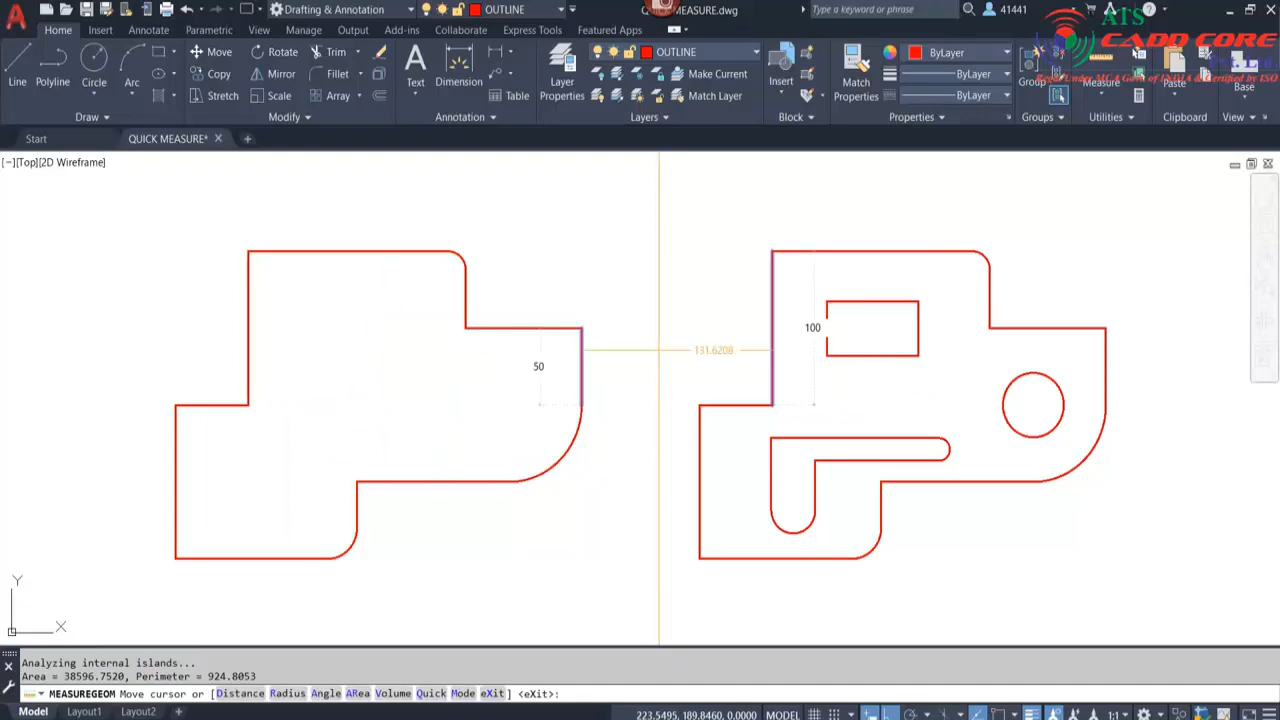 Drafting & Annotation
OUTLINE
QUICK MEASURE.dwg
Type a keyword or phrase
41441
ATS
CADD CORE
Home
Insert
Annotate
Parametric
View
Manage
Output
Collaborate
Express Tools
Featured Apps
Line
Polyline
Circle
Arc
Move
Rotate
Trim
Copy
Mirror
Fillet
Stretch
Scale
Array
Text
Dimension
Table
Layer
Properties
OUTLINE
Make Current
Match Layer
Insert
Match
Properties
ByLayer
ByLayer
ByLayer
Group
Measure
Paste
Base
Draw
Modify
Annotation
Layers
Block
Properties
Groups
Utilities
Clipboard
View
Start
QUICK MEASURE*
[−][Top][2D Wireframe]
100
131.6208
50
Y
X
Analyzing internal islands...
Area = 38596.7520, Perimeter = 924.8053
MEASUREGEOM Move cursor or [Distance Radius Angle ARea Volume Quick Mode eXit] <eXit>:
Model
Layout1
Layout2
223.5495, 189.8460, 0.0000
MODEL
1:1